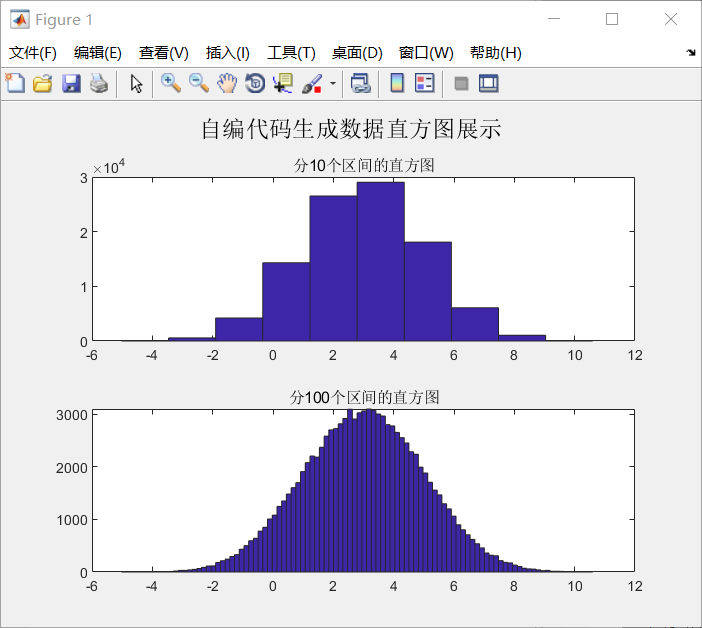 Figure 1
文件(F) 编辑(E) 查看(V) 插入(I) 工具(T) 桌面(D) 窗口(W) 帮助(H)
自编代码生成数据直方图展示
×10^4
分10个区间的直方图
3
2
1
0
-6 -4 -2 0 2 4 6 8 10 12
分100个区间的直方图
3000
2000
1000
0
-6 -4 -2 0 2 4 6 8 10 12